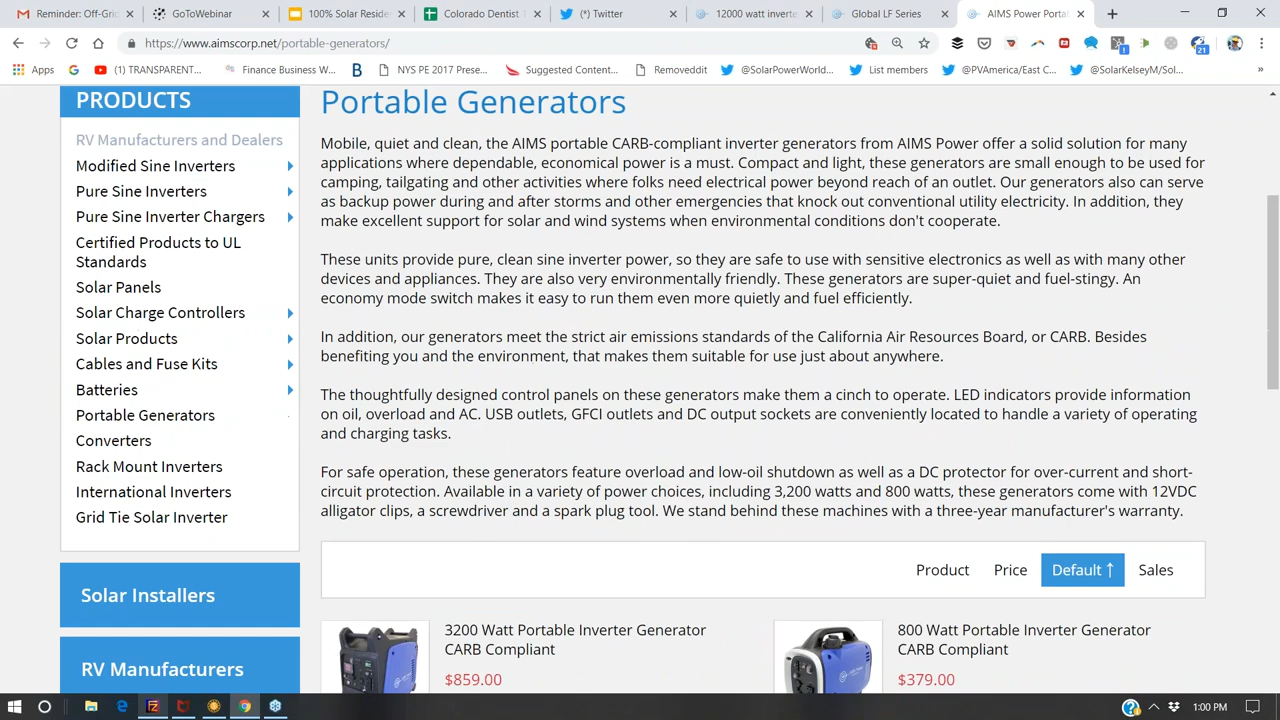 Reminder: Off-Grid
GoToWebinar
100% Solar Reside
Colorado Dentist
(*) Twitter
12000 watt inverte
Global LF Series
AIMS Power Porta
https://www.aimscorp.net/portable-generators/
21
Apps
(1) TRANSPARENT...
Finance Business W...
NYS PE 2017 Prese...
Suggested Content...
Removeddit
@SolarPowerWorld...
List members
@PVAmerica/East C...
@SolarKelseyM/Sol...
»
PRODUCTS
RV Manufacturers and Dealers
Modified Sine Inverters
Pure Sine Inverters
Pure Sine Inverter Chargers
Certified Products to UL
Standards
Solar Panels
Solar Charge Controllers
Solar Products
Cables and Fuse Kits
Batteries
Portable Generators
Converters
Rack Mount Inverters
International Inverters
Grid Tie Solar Inverter
Solar Installers
RV Manufacturers
Portable Generators
Mobile, quiet and clean, the AIMS portable CARB-compliant inverter generators from AIMS Power offer a solid solution for many
applications where dependable, economical power is a must. Compact and light, these generators are small enough to be used for
camping, tailgating and other activities where folks need electrical power beyond reach of an outlet. Our generators also can serve
as backup power during and after storms and other emergencies that knock out conventional utility electricity. In addition, they
make excellent support for solar and wind systems when environmental conditions don't cooperate.
These units provide pure, clean sine inverter power, so they are safe to use with sensitive electronics as well as with many other
devices and appliances. They are also very environmentally friendly. These generators are super-quiet and fuel-stingy. An
economy mode switch makes it easy to run them even more quietly and fuel efficiently.
In addition, our generators meet the strict air emissions standards of the California Air Resources Board, or CARB. Besides
benefiting you and the environment, that makes them suitable for use just about anywhere.
The thoughtfully designed control panels on these generators make them a cinch to operate. LED indicators provide information
on oil, overload and AC. USB outlets, GFCI outlets and DC output sockets are conveniently located to handle a variety of operating
and charging tasks.
For safe operation, these generators feature overload and low-oil shutdown as well as a DC protector for over-current and short-
circuit protection. Available in a variety of power choices, including 3,200 watts and 800 watts, these generators come with 12VDC
alligator clips, a screwdriver and a spark plug tool. We stand behind these machines with a three-year manufacturer's warranty.
Product
Price
Default ↑
Sales
3200 Watt Portable Inverter Generator
CARB Compliant
$859.00
800 Watt Portable Inverter Generator
CARB Compliant
$379.00
1:00 PM